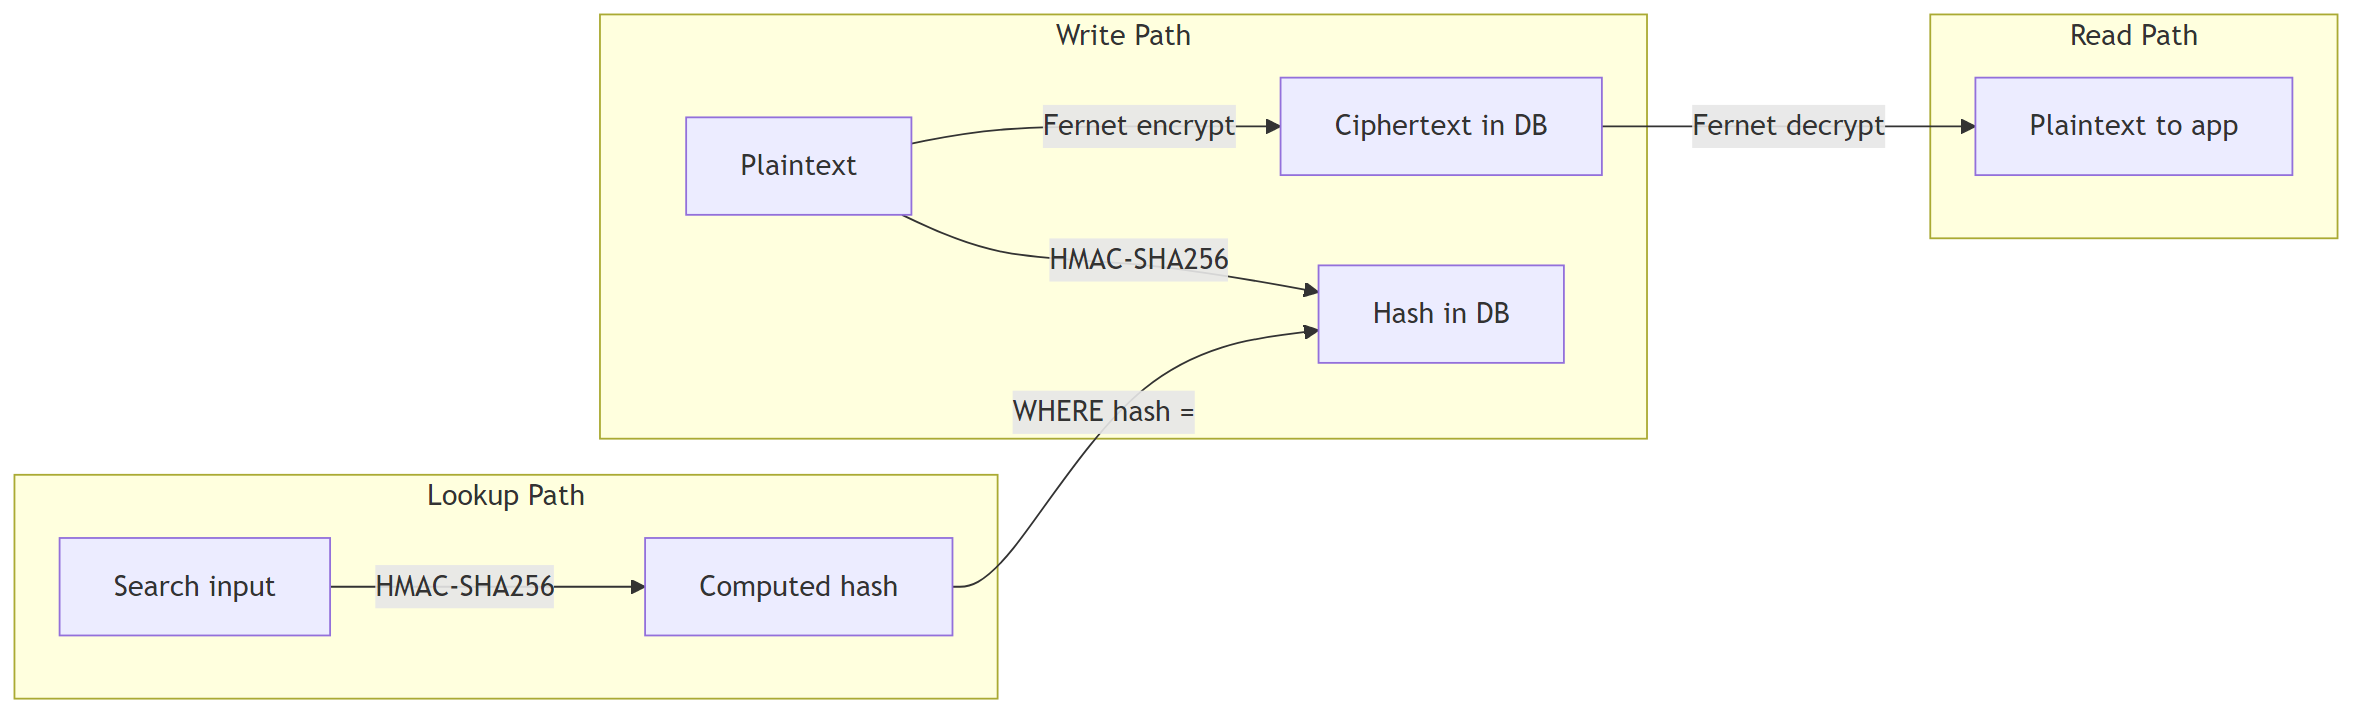 Write Path
Plaintext
Fernet encrypt
Ciphertext in DB
HMAC-SHA256
Hash in DB
Read Path
Fernet decrypt
Plaintext to app
WHERE hash =
Lookup Path
Search input
HMAC-SHA256
Computed hash